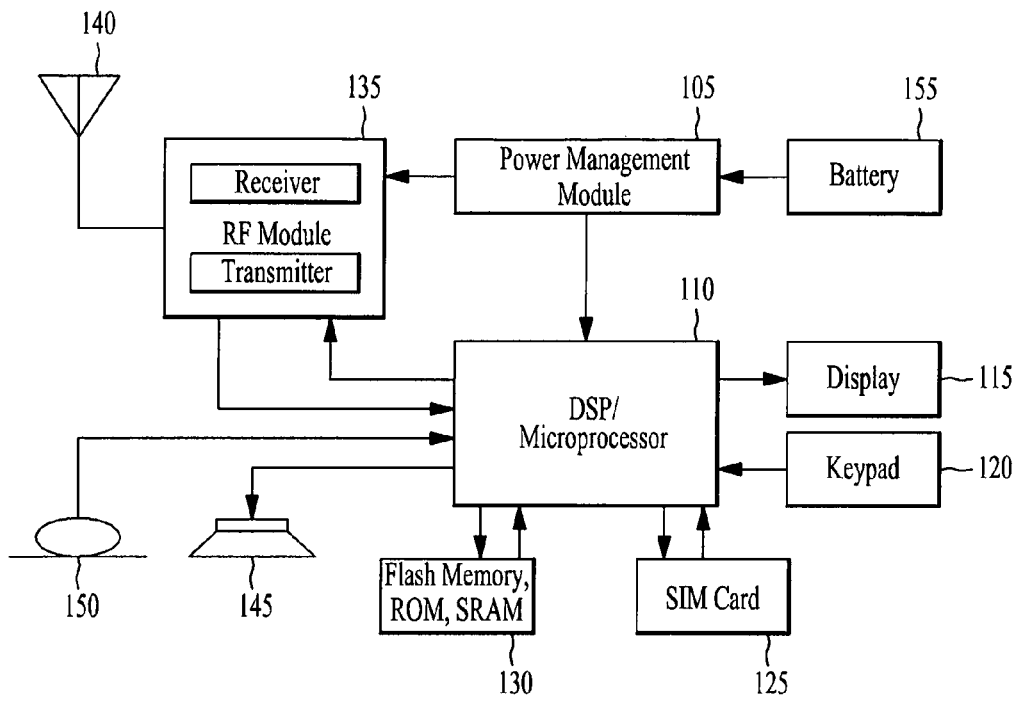 140
135
105
155
Receiver
RF Module
Transmitter
Power Management
Module
Battery
110
DSP/
Microprocessor
Display
115
Keypad
120
150
145
Flash Memory,
ROM, SRAM
130
SIM Card
125